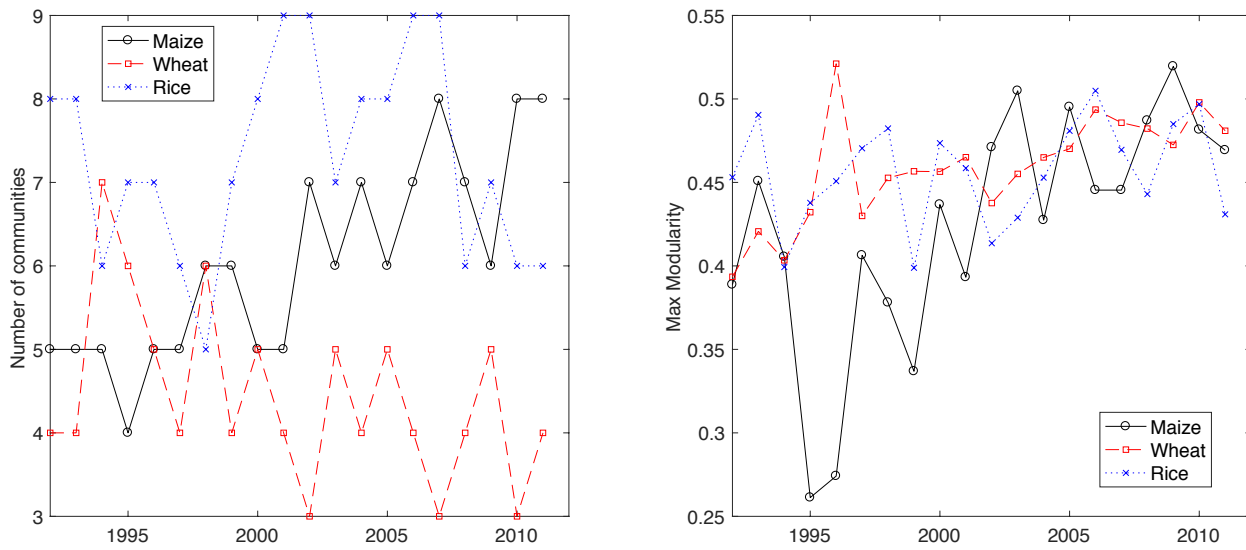 9
8
7
6
5
4
3
Number of communities
Maize
Wheat
Rice
1995
2000
2005
2010
0.55
0.5
0.45
0.4
0.35
0.3
0.25
Max Modularity
Maize
Wheat
Rice
1995
2000
2005
2010